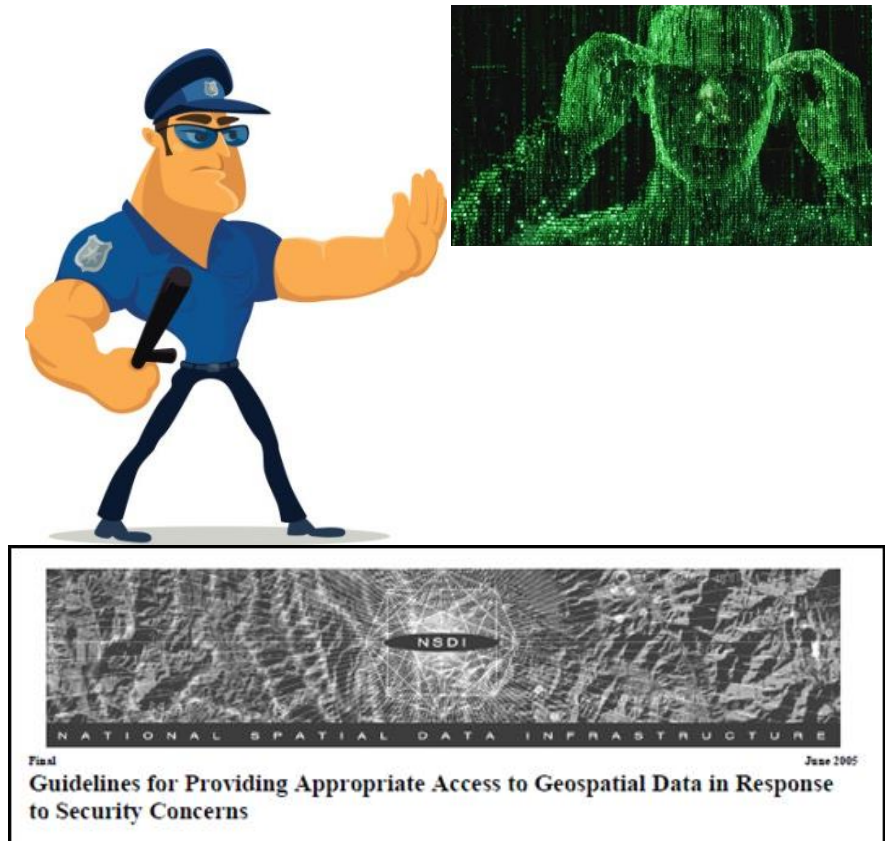 NSDI
NATIONAL SPATIAL DATA INFRASTRUCTURE
Final June 2005
Guidelines for Providing Appropriate Access to Geospatial Data in Response
to Security Concerns